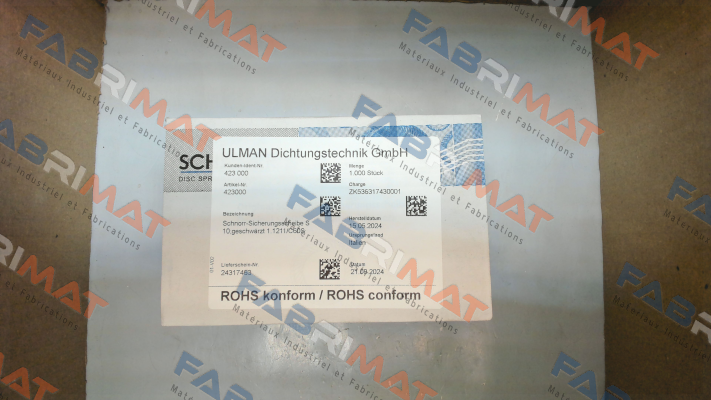 ULMAN Dichtungstechnik GmbH
SCH
DISC SPR
Kunden-Ident-Nr.
423 000
Menge
1.000 Stück
Artikel-Nr.
423000
Charge
ZK536317430001
Bezeichnung
Schnorr-Sicherungsscheibe S
10 geschwärzt 1.1211/C60S
Herstelldatum
15.05.2024
Ursprungsland
Italien
Lieferschein-Nr.
Datum
21.08.2024
ROHS konform / ROHS conform
FABRIMAT
Materiaux Industriel et Fabrications